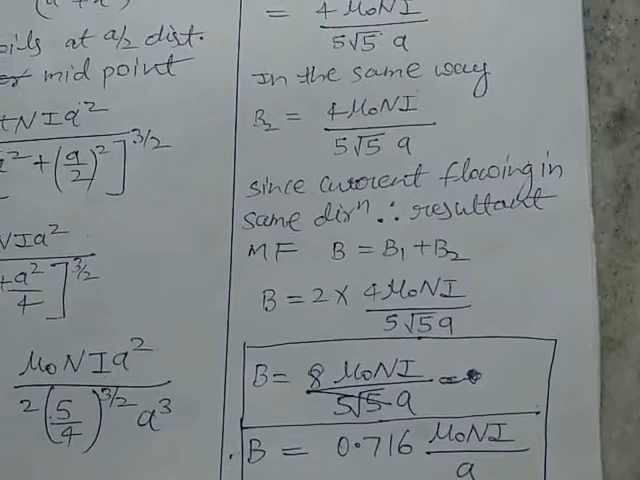 oils at a/2 dist.
mid point
NIa²
[² + (a/2)²]^3/2
Ia²
+ a²/4]^3/2
μ₀NIa²
2(5/4)^3/2 a³
= 4μ₀NI
5√5 a
In the same way
B₂ = 4μ₀NI
5√5 a
since current flowing in
same dirⁿ ∴ resultant
MF B = B₁ + B₂
B = 2 × 4μ₀NI
5√5 a
B = 8μ₀NI
5√5 a
B = 0.716 μ₀NI
a